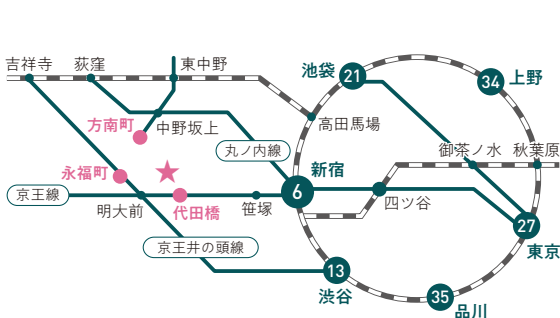 吉祥寺
荻窪
東中野
池袋
21
34
上野
方南町
中野坂上
高田馬場
丸ノ内線
御茶ノ水
秋葉原
永福町
新宿
京王線
6
明大前
代田橋
笹塚
四ツ谷
27
東京
京王井の頭線
13
渋谷
35
品川